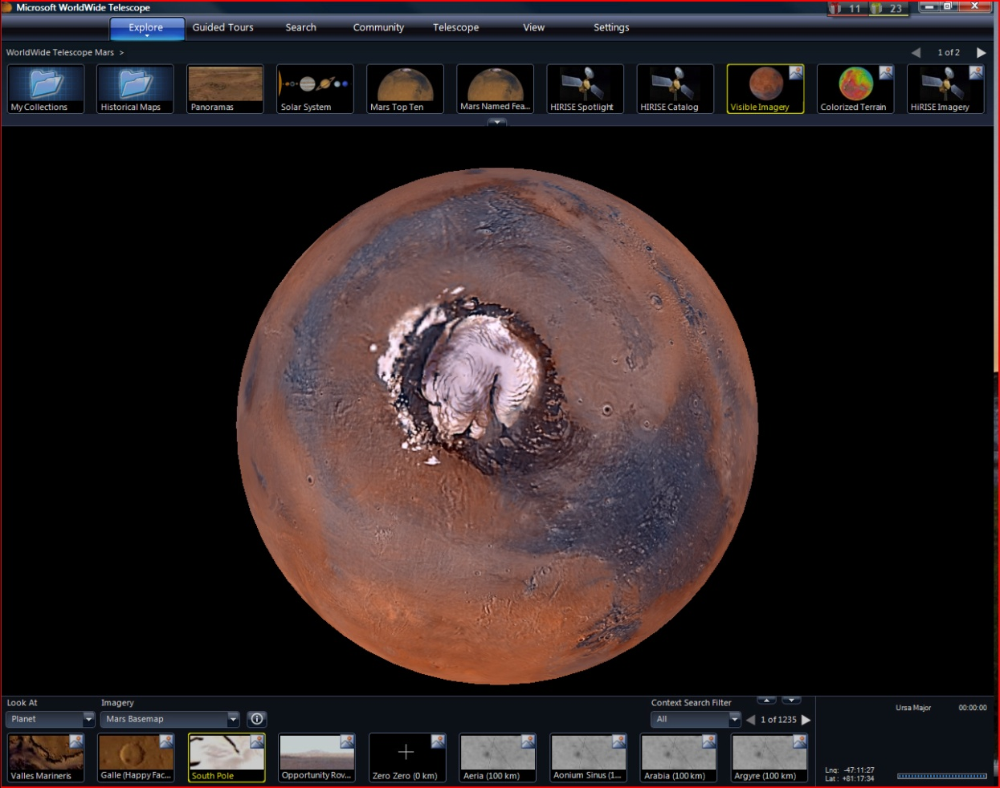 Microsoft WorldWide Telescope
11 23
Explore Guided Tours Search Community Telescope View Settings
WorldWide Telescope Mars >
1 of 2
My Collections Historical Maps Panoramas Solar System Mars Top Ten Mars Named Fea... HIRISE Spotlight HIRISE Catalog Visible Imagery Colorized Terrain HiRISE Imagery
Look At Imagery Context Search Filter
Planet Mars Basemap All 1 of 1235
Ursa Major 00:00:00
Valles Marineris Galle (Happy Fac... South Pole Opportunity Rov... Zero Zero (0 km) Aeria (100 km) Aonium Sinus (1... Arabia (100 km) Argyre (100 km)
Lng: -47:11:27
Lat : +81:17:34